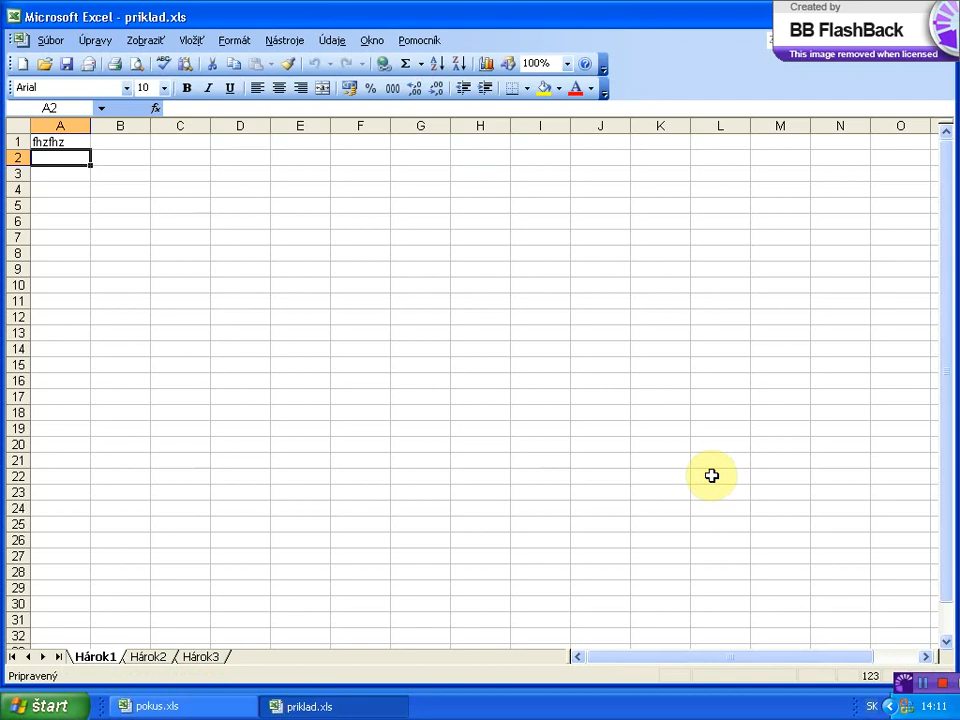 Microsoft Excel - priklad.xls
Created by
BB FlashBack
This image removed when licensed
Súbor Úpravy Zobraziť Vložiť Formát Nástroje Údaje Okno Pomocník
100%
Arial 10 B I U % 000
A2 fx
A B C D E F G H I J K L M N O
1 fhzfhz
2
3
4
5
6
7
8
9
10
11
12
13
14
15
16
17
18
19
20
21
22
23
24
25
26
27
28
29
30
31
32
Hárok1 Hárok2 Hárok3
Pripravený 123
štart pokus.xls priklad.xls SK 14:11